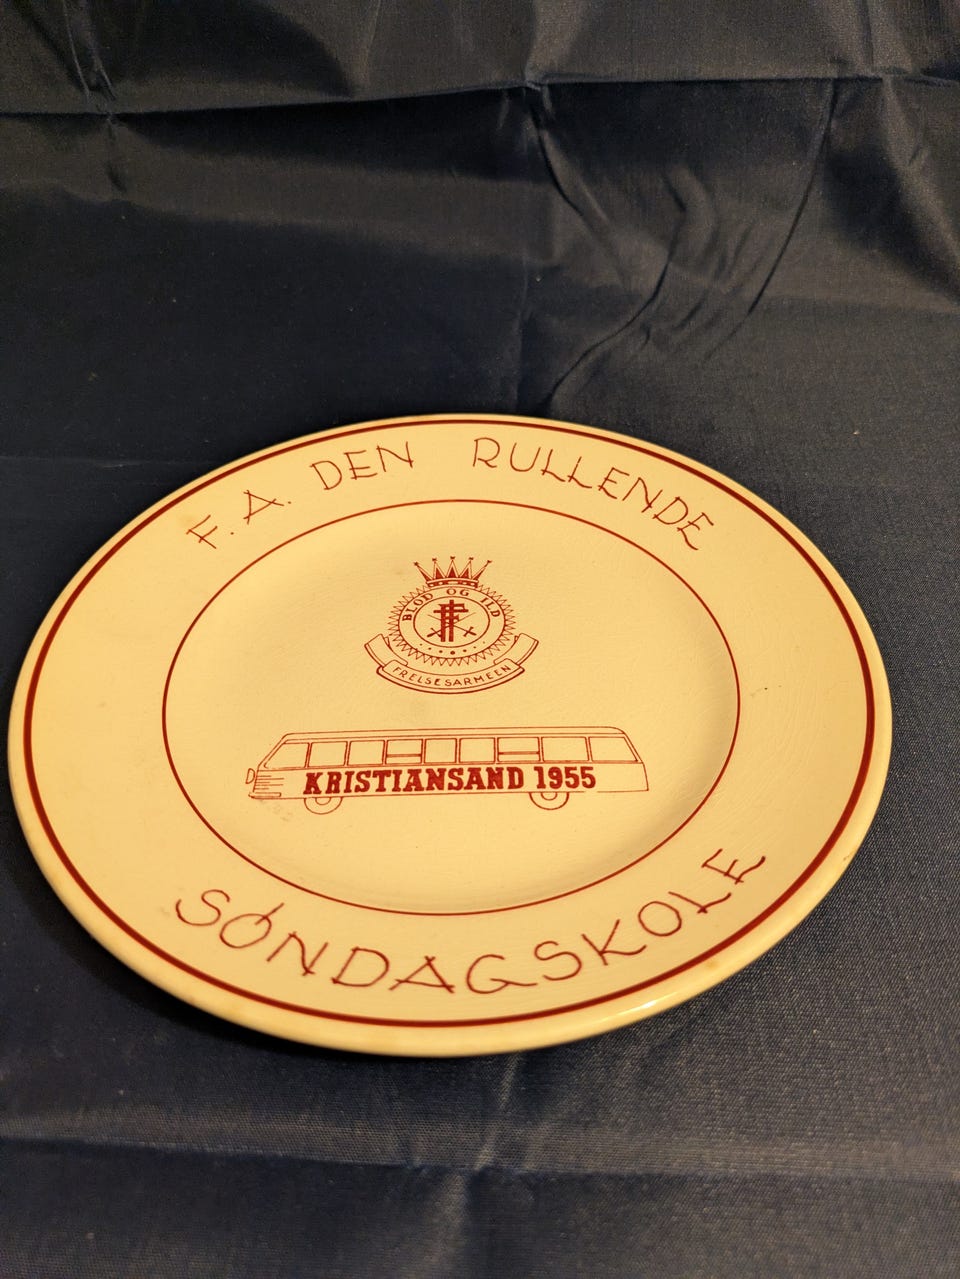 F. A. DEN RULLENDE
BLOD OG ILD
FRELSESARMEEN
KRISTIANSAND 1955
SØNDAGSKOLE